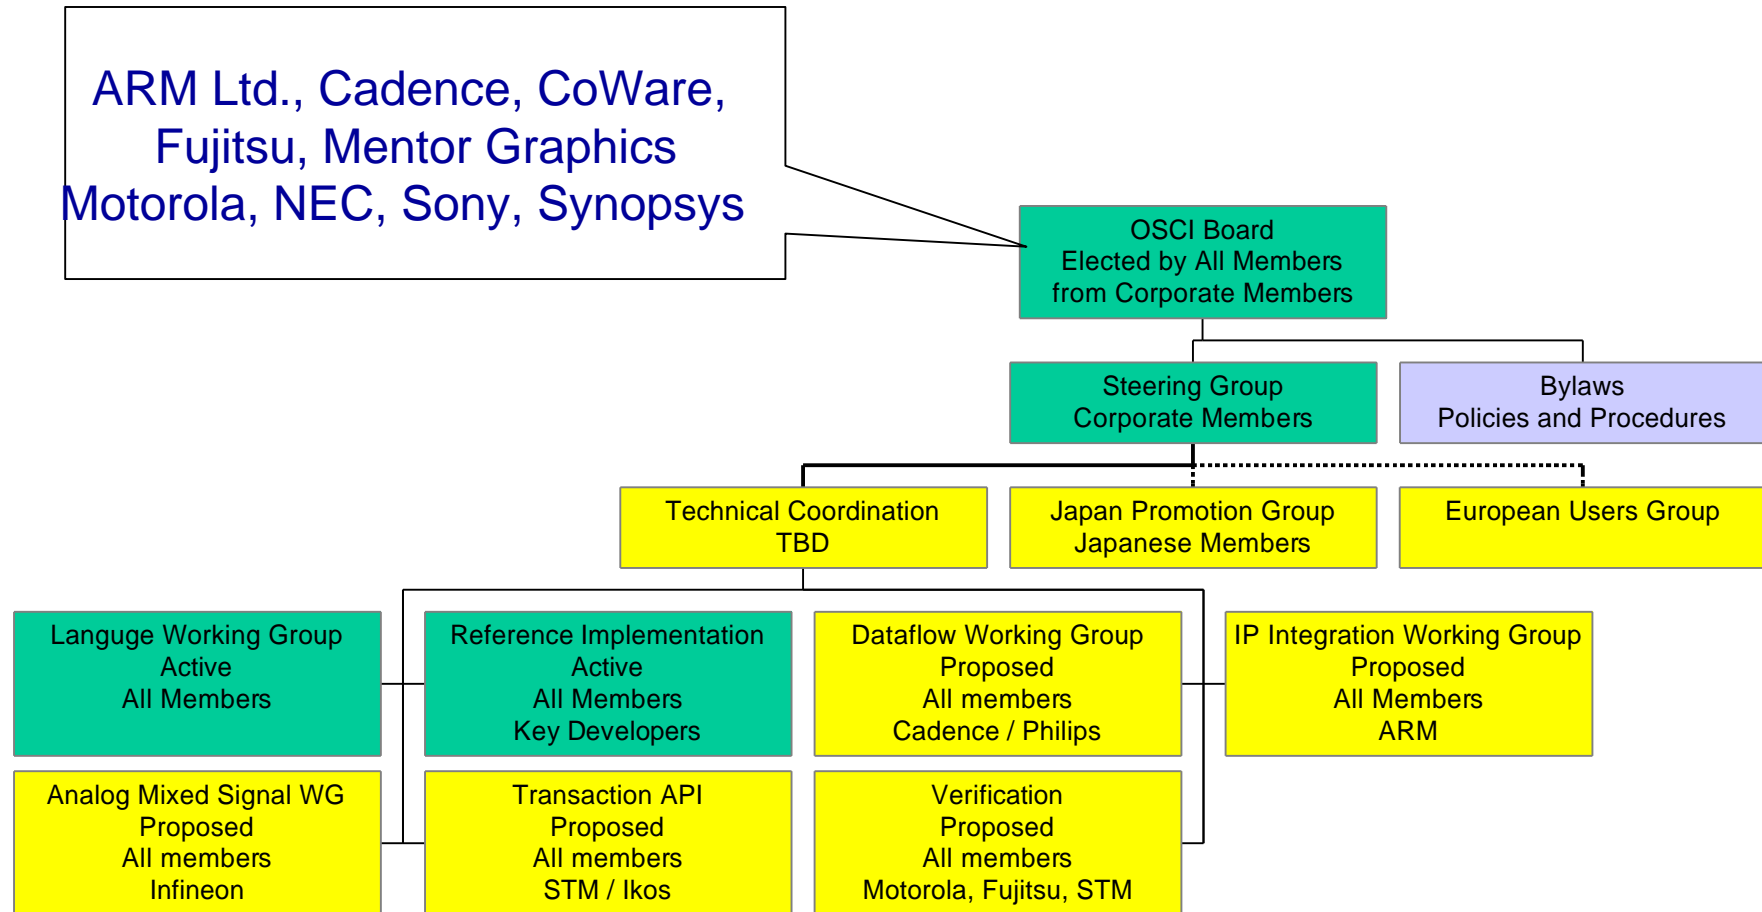 ARM Ltd., Cadence, CoWare,
Fujitsu, Mentor Graphics
Motorola, NEC, Sony, Synopsys
OSCI Board
Elected by All Members
from Corporate Members
Steering Group
Corporate Members
Bylaws
Policies and Procedures
Technical Coordination
TBD
Japan Promotion Group
Japanese Members
European Users Group
Languge Working Group
Active
All Members
Reference Implementation
Active
All Members
Key Developers
Dataflow Working Group
Proposed
All members
Cadence / Philips
IP Integration Working Group
Proposed
All Members
ARM
Analog Mixed Signal WG
Proposed
All members
Infineon
Transaction API
Proposed
All members
STM / Ikos
Verification
Proposed
All members
Motorola, Fujitsu, STM